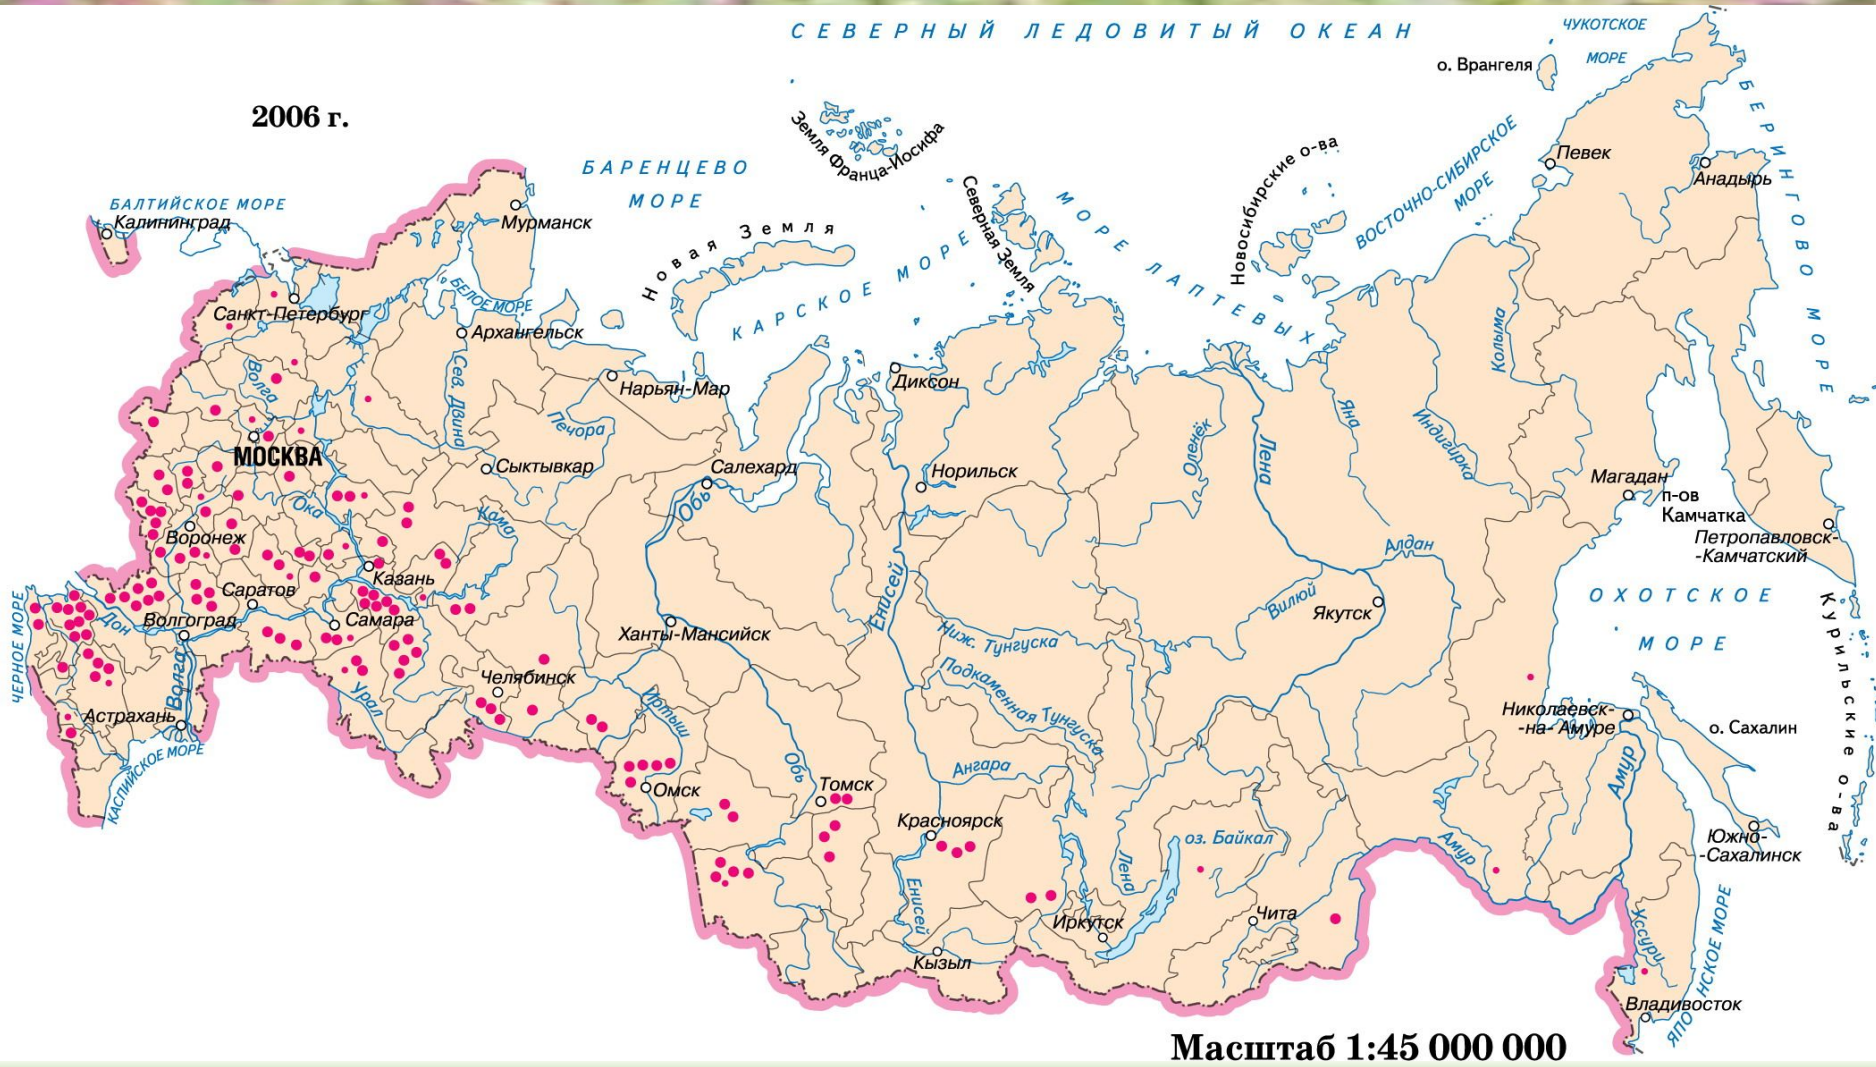 СЕВЕРНЫЙ ЛЕДОВИТЫЙ ОКЕАН
ЧУКОТСКОЕ
МОРЕ
о. Врангеля
2006 г.
БАРЕНЦЕВО
МОРЕ
Земля Франца-Иосифа
Северная Земля
МОРЕ ЛАПТЕВЫХ
Новосибирские о-ва
ВОСТОЧНО-СИБИРСКОЕ
МОРЕ
БЕРИНГОВО МОРЕ
Певек
Анадырь
БАЛТИЙСКОЕ МОРЕ
Калининград
Мурманск
Новая Земля
КАРСКОЕ МОРЕ
БЕЛОЕ МОРЕ
Санкт-Петербург
Архангельск
Сев. Двина
Волга
Нарьян-Мар
Печора
Диксон
Оленёк
Лена
Яна
Индигирка
Колыма
МОСКВА
Сыктывкар
Салехард
Обь
Норильск
Магадан
п-ов
Камчатка
Петропавловск-
-Камчатский
Ока
Кама
Воронеж
Казань
Саратов
Самара
Волгоград
Дон
Волга
Урал
Астрахань
ЧЕРНОЕ МОРЕ
КАСПИЙСКОЕ МОРЕ
Енисей
Ханты-Мансийск
Ниж. Тунгуска
Подкаменная Тунгуска
Вилюй
Алдан
Якутск
ОХОТСКОЕ
МОРЕ
Курильские о-ва
Челябинск
Иртыш
Обь
Омск
Томск
Ангара
Красноярск
Енисей
Кызыл
Лена
оз. Байкал
Иркутск
Чита
Николаевск-
-на- Амуре
о. Сахалин
Амур
Амур
Южно-
-Сахалинск
Уссури
Владивосток
ЯПОНСКОЕ МОРЕ
Масштаб 1:45 000 000